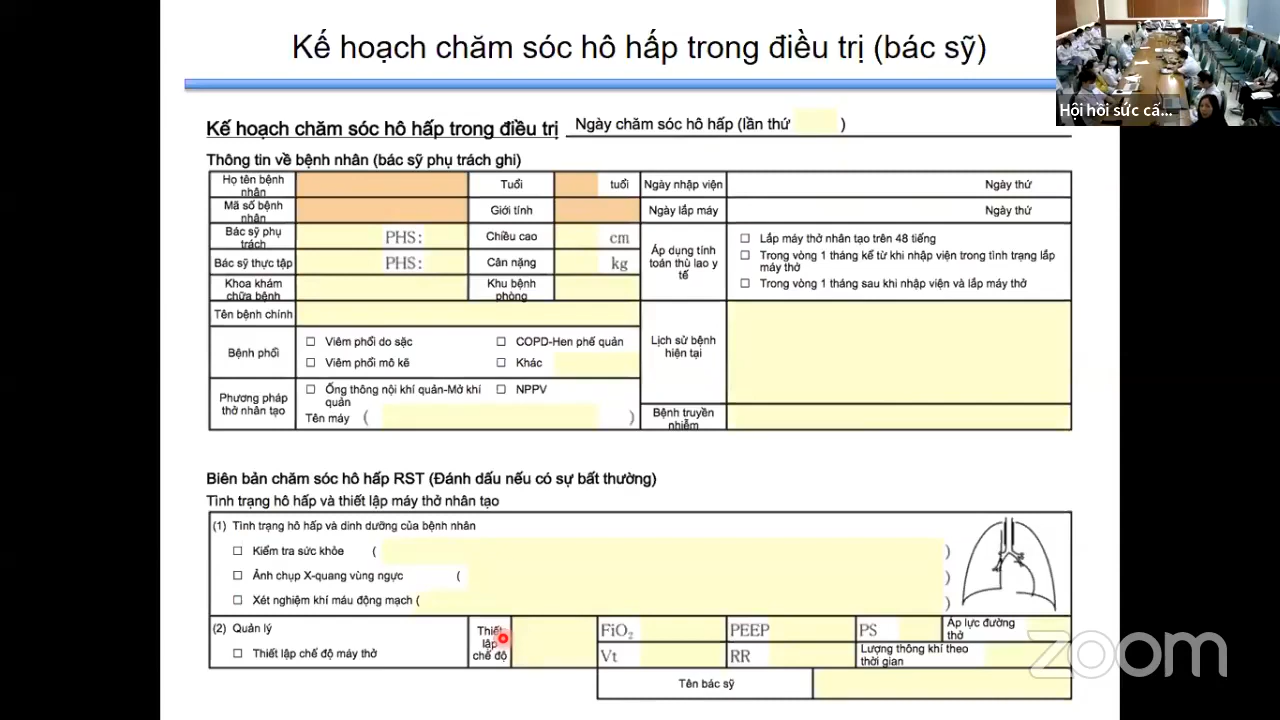 Kế hoạch chăm sóc hô hấp trong điều trị (bác sỹ)
Hội hồi sức cấ...
Kế hoạch chăm sóc hô hấp trong điều trị Ngày chăm sóc hô hấp (lần thứ )
Thông tin về bệnh nhân (bác sỹ phụ trách ghi)
Họ tên bệnh nhân Tuổi tuổi Ngày nhập viện Ngày thứ
Mã số bệnh nhân Giới tính Ngày lắp máy Ngày thứ
Bác sỹ phụ trách PHS: Chiều cao cm
Bác sỹ thực tập PHS: Cân nặng kg
Khoa khám chữa bệnh Khu bệnh phòng
Áp dụng tính toán thù lao y tế
☐ Lắp máy thở nhân tạo trên 48 tiếng
☐ Trong vòng 1 tháng kể từ khi nhập viện trong tình trạng lắp máy thở
☐ Trong vòng 1 tháng sau khi nhập viện và lắp máy thở
Tên bệnh chính
Bệnh phổi
☐ Viêm phổi do sặc ☐ COPD-Hen phế quản
☐ Viêm phổi mô kẽ ☐ Khác
Lịch sử bệnh hiện tại
Phương pháp thở nhân tạo
☐ Ống thông nội khí quản-Mở khí quản ☐ NPPV
Tên máy ( )
Bệnh truyền nhiễm
Biên bản chăm sóc hô hấp RST (Đánh dấu nếu có sự bất thường)
Tình trạng hô hấp và thiết lập máy thở nhân tạo
(1) Tình trạng hô hấp và dinh dưỡng của bệnh nhân
☐ Kiểm tra sức khỏe ( )
☐ Ảnh chụp X-quang vùng ngực ( )
☐ Xét nghiệm khí máu động mạch ( )
(2) Quản lý
☐ Thiết lập chế độ máy thở
Thiết lập chế độ
FiO₂ PEEP PS Áp lực đường thở
Vt RR Lượng thông khí theo thời gian
Tên bác sỹ
zoom